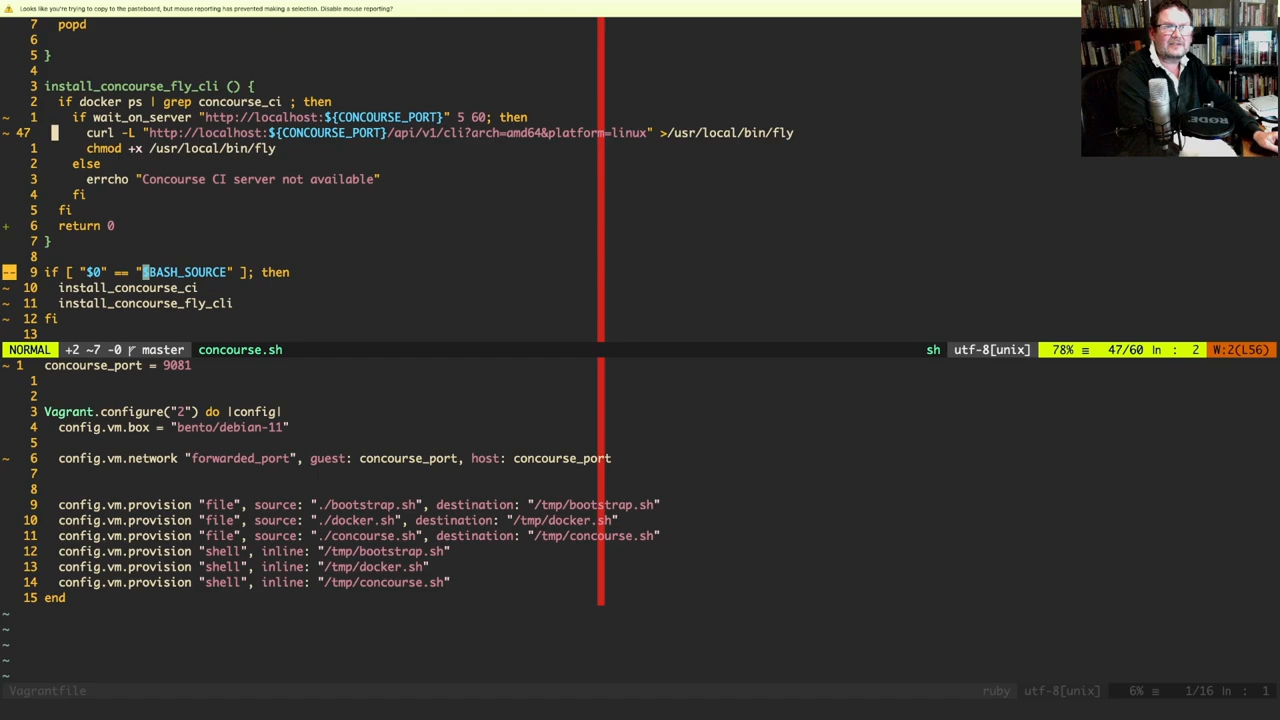 Looks like you're trying to copy to the pasteboard, but mouse reporting has prevented making a selection. Disable mouse reporting?
7 popd
6
5 }
4
3 install_concourse_fly_cli () {
2 if docker ps | grep concourse_ci ; then
~ 1 if wait_on_server "http://localhost:${CONCOURSE_PORT}" 5 60; then
~ 47 curl -L "http://localhost:${CONCOURSE_PORT}/api/v1/cli?arch=amd64&platform=linux" >/usr/local/bin/fly
1 chmod +x /usr/local/bin/fly
2 else
3 errcho "Concourse CI server not available"
4 fi
5 fi
+ 6 return 0
7 }
8
-- 9 if [ "$0" == "$BASH_SOURCE" ]; then
~ 10 install_concourse_ci
~ 11 install_concourse_fly_cli
~ 12 fi
13
NORMAL +2 ~7 -0 master concourse.sh sh utf-8[unix] 78% ≡ 47/60 ln : 2 W:2(L56)
~ 1 concourse_port = 9081
1
2
3 Vagrant.configure("2") do |config|
4 config.vm.box = "bento/debian-11"
5
~ 6 config.vm.network "forwarded_port", guest: concourse_port, host: concourse_port
7
8
9 config.vm.provision "file", source: "./bootstrap.sh", destination: "/tmp/bootstrap.sh"
10 config.vm.provision "file", source: "./docker.sh", destination: "/tmp/docker.sh"
11 config.vm.provision "file", source: "./concourse.sh", destination: "/tmp/concourse.sh"
12 config.vm.provision "shell", inline: "/tmp/bootstrap.sh"
13 config.vm.provision "shell", inline: "/tmp/docker.sh"
14 config.vm.provision "shell", inline: "/tmp/concourse.sh"
15 end
~
~
~
~
~
Vagrantfile ruby utf-8[unix] 6% ≡ 1/16 ln : 1
RØDE